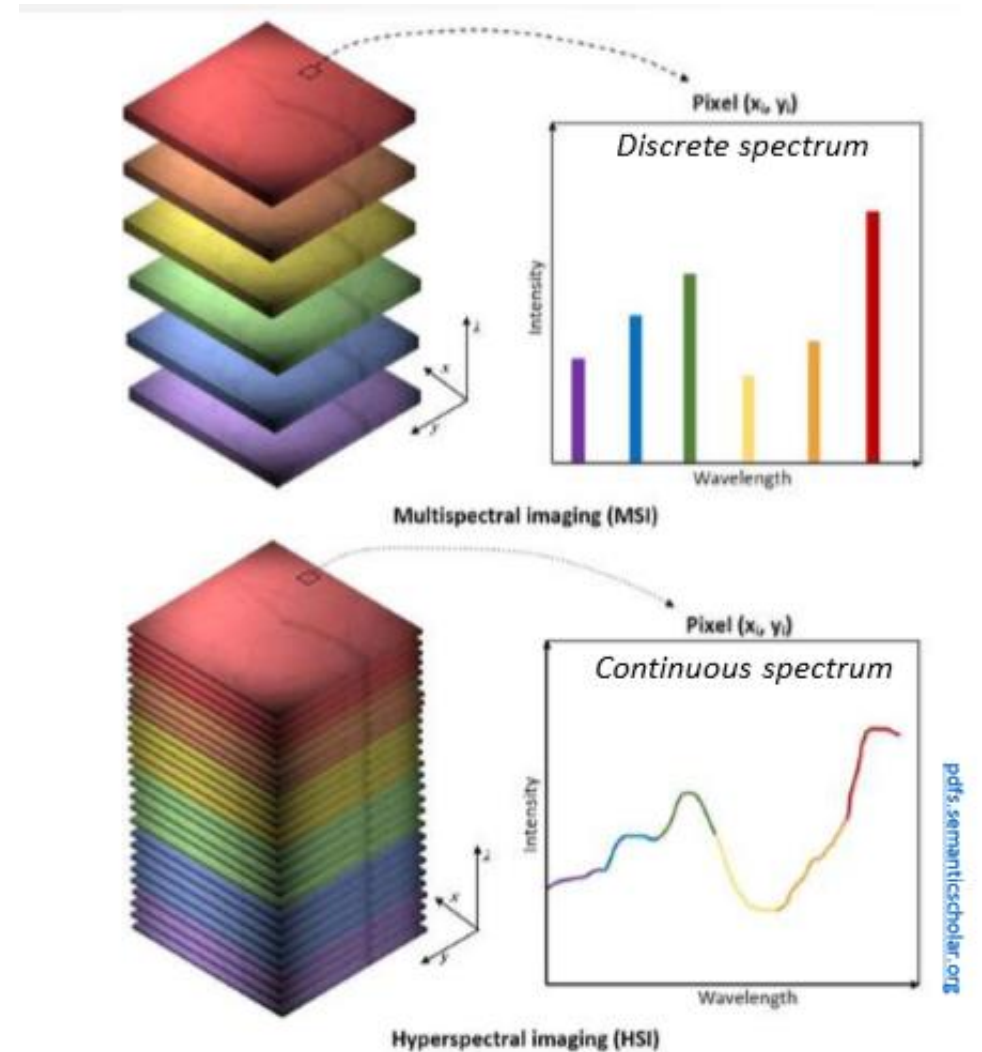 Pixel (xᵢ, yᵢ)
Discrete spectrum
Intensity
λ
x
y
Wavelength
Multispectral imaging (MSI)
Pixel (xᵢ, yᵢ)
Continuous spectrum
Intensity
λ
x
y
Wavelength
Hyperspectral imaging (HSI)
pdfs.semanticscholar.org